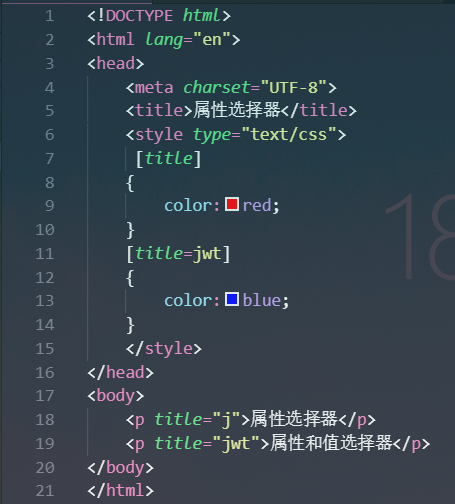 1 <!DOCTYPE html>
2 <html lang="en">
3 <head>
4     <meta charset="UTF-8">
5     <title>属性选择器</title>
6     <style type="text/css">
7      [title]
8     {
9         color:red;
10     }
11     [title=jwt]
12     {
13         color:blue;
14     }
15     </style>
16 </head>
17 <body>
18     <p title="j">属性选择器</p>
19     <p title="jwt">属性和值选择器</p>
20 </body>
21 </html>
18